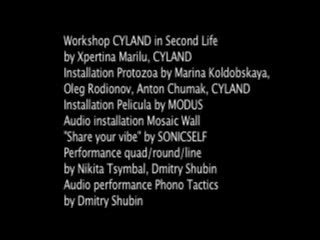 Workshop CYLAND in Second Life
by Xpertina Marilu, CYLAND
Installation Protozoa by Marina Koldobskaya,
Oleg Rodionov, Anton Chumak, CYLAND
Installation Pelicula by MODUS
Audio installation Mosaic Wall
"Share your vibe" by SONICSELF
Performance quad/round/line
by Nikita Tsymbal, Dmitry Shubin
Audio performance Phono Tactics
by Dmitry Shubin